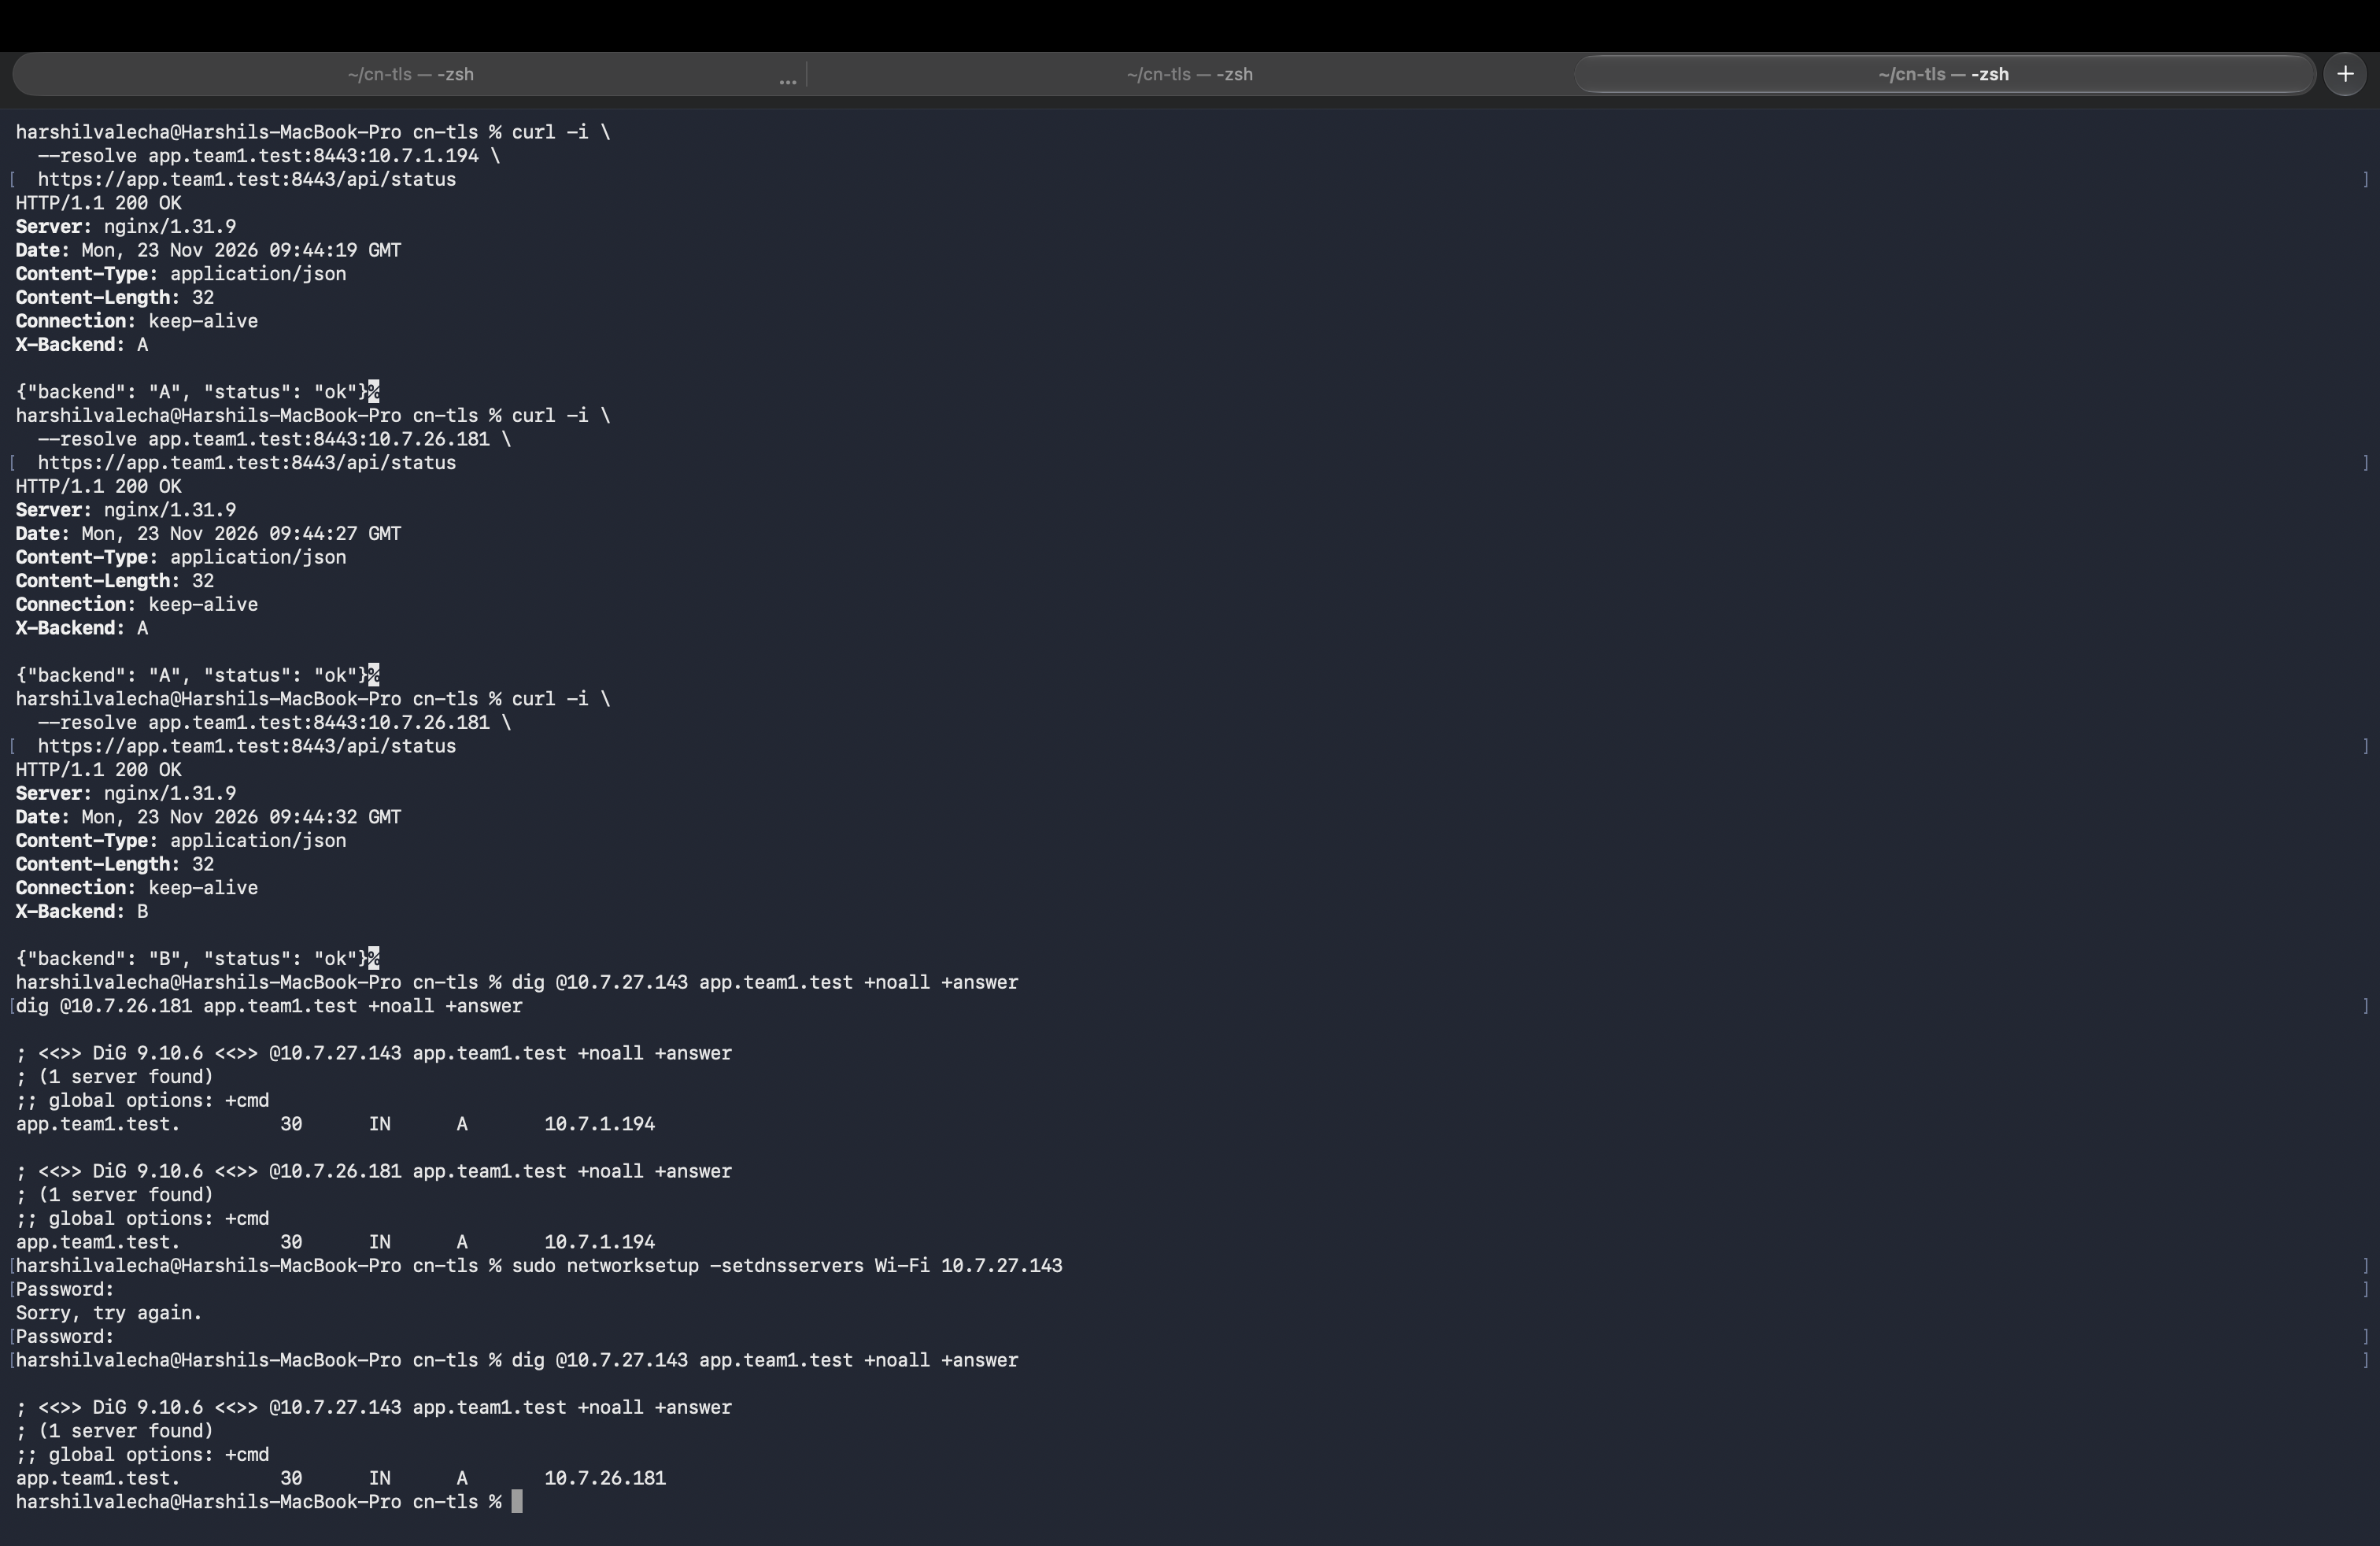 ~/cn-tls — -zsh ... ~/cn-tls — -zsh ~/cn-tls — -zsh +
harshilvalecha@Harshils-MacBook-Pro cn-tls % curl -i \
  --resolve app.team1.test:8443:10.7.1.194 \
[  https://app.team1.test:8443/api/status ]
HTTP/1.1 200 OK
Server: nginx/1.31.9
Date: Mon, 23 Nov 2026 09:44:19 GMT
Content-Type: application/json
Content-Length: 32
Connection: keep-alive
X-Backend: A

{"backend": "A", "status": "ok"}%
harshilvalecha@Harshils-MacBook-Pro cn-tls % curl -i \
  --resolve app.team1.test:8443:10.7.26.181 \
[  https://app.team1.test:8443/api/status ]
HTTP/1.1 200 OK
Server: nginx/1.31.9
Date: Mon, 23 Nov 2026 09:44:27 GMT
Content-Type: application/json
Content-Length: 32
Connection: keep-alive
X-Backend: A

{"backend": "A", "status": "ok"}%
harshilvalecha@Harshils-MacBook-Pro cn-tls % curl -i \
  --resolve app.team1.test:8443:10.7.26.181 \
[  https://app.team1.test:8443/api/status ]
HTTP/1.1 200 OK
Server: nginx/1.31.9
Date: Mon, 23 Nov 2026 09:44:32 GMT
Content-Type: application/json
Content-Length: 32
Connection: keep-alive
X-Backend: B

{"backend": "B", "status": "ok"}%
harshilvalecha@Harshils-MacBook-Pro cn-tls % dig @10.7.27.143 app.team1.test +noall +answer
[dig @10.7.26.181 app.team1.test +noall +answer ]

; <<>> DiG 9.10.6 <<>> @10.7.27.143 app.team1.test +noall +answer
; (1 server found)
;; global options: +cmd
app.team1.test.         30      IN      A       10.7.1.194

; <<>> DiG 9.10.6 <<>> @10.7.26.181 app.team1.test +noall +answer
; (1 server found)
;; global options: +cmd
app.team1.test.         30      IN      A       10.7.1.194
[harshilvalecha@Harshils-MacBook-Pro cn-tls % sudo networksetup -setdnsservers Wi-Fi 10.7.27.143 ]
[Password: ]
Sorry, try again.
[Password: ]
[harshilvalecha@Harshils-MacBook-Pro cn-tls % dig @10.7.27.143 app.team1.test +noall +answer ]

; <<>> DiG 9.10.6 <<>> @10.7.27.143 app.team1.test +noall +answer
; (1 server found)
;; global options: +cmd
app.team1.test.         30      IN      A       10.7.26.181
harshilvalecha@Harshils-MacBook-Pro cn-tls %